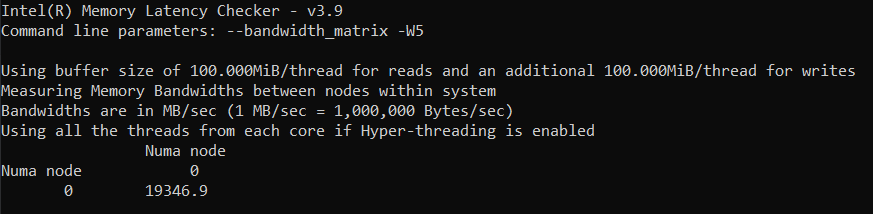 Intel(R) Memory Latency Checker - v3.9
Command line parameters: --bandwidth_matrix -W5
Using buffer size of 100.000MiB/thread for reads and an additional 100.000MiB/thread for writes
Measuring Memory Bandwidths between nodes within system
Bandwidths are in MB/sec (1 MB/sec = 1,000,000 Bytes/sec)
Using all the threads from each core if Hyper-threading is enabled
Numa node
Numa node 0
0 19346.9